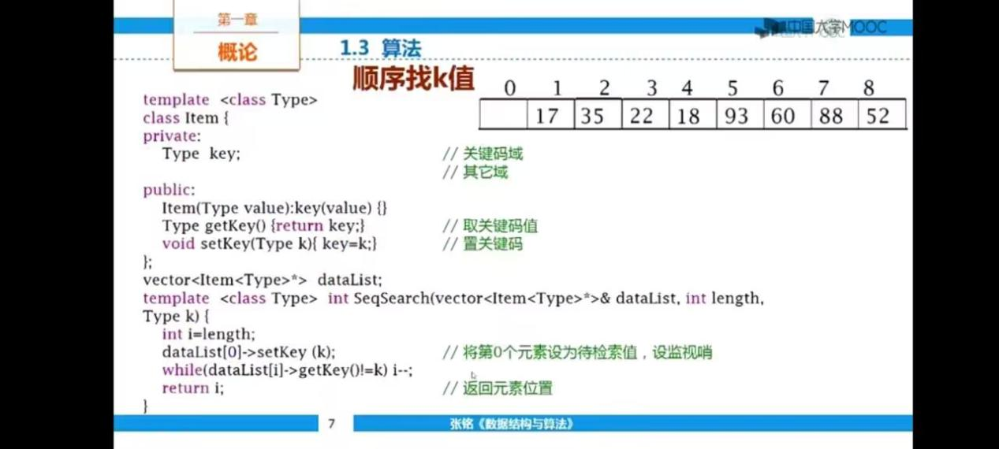 第一章
概论
中国大学MOOC
1.3 算法
顺序找k值
0 1 2 3 4 5 6 7 8
17 35 22 18 93 60 88 52
template <class Type>
class Item {
private:
Type key; // 关键码域
// 其它域
public:
Item(Type value):key(value) {}
Type getKey() {return key;} // 取关键码值
void setKey(Type k){ key=k;} // 置关键码
};
vector<Item<Type>*> dataList;
template <class Type> int SeqSearch(vector<Item<Type>*>& dataList, int length,
Type k) {
int i=length;
dataList[0]->setKey (k); // 将第0个元素设为待检索值，设监视哨
while(dataList[i]->getKey()!=k) i--;
return i; // 返回元素位置
}
7
张铭《数据结构与算法》